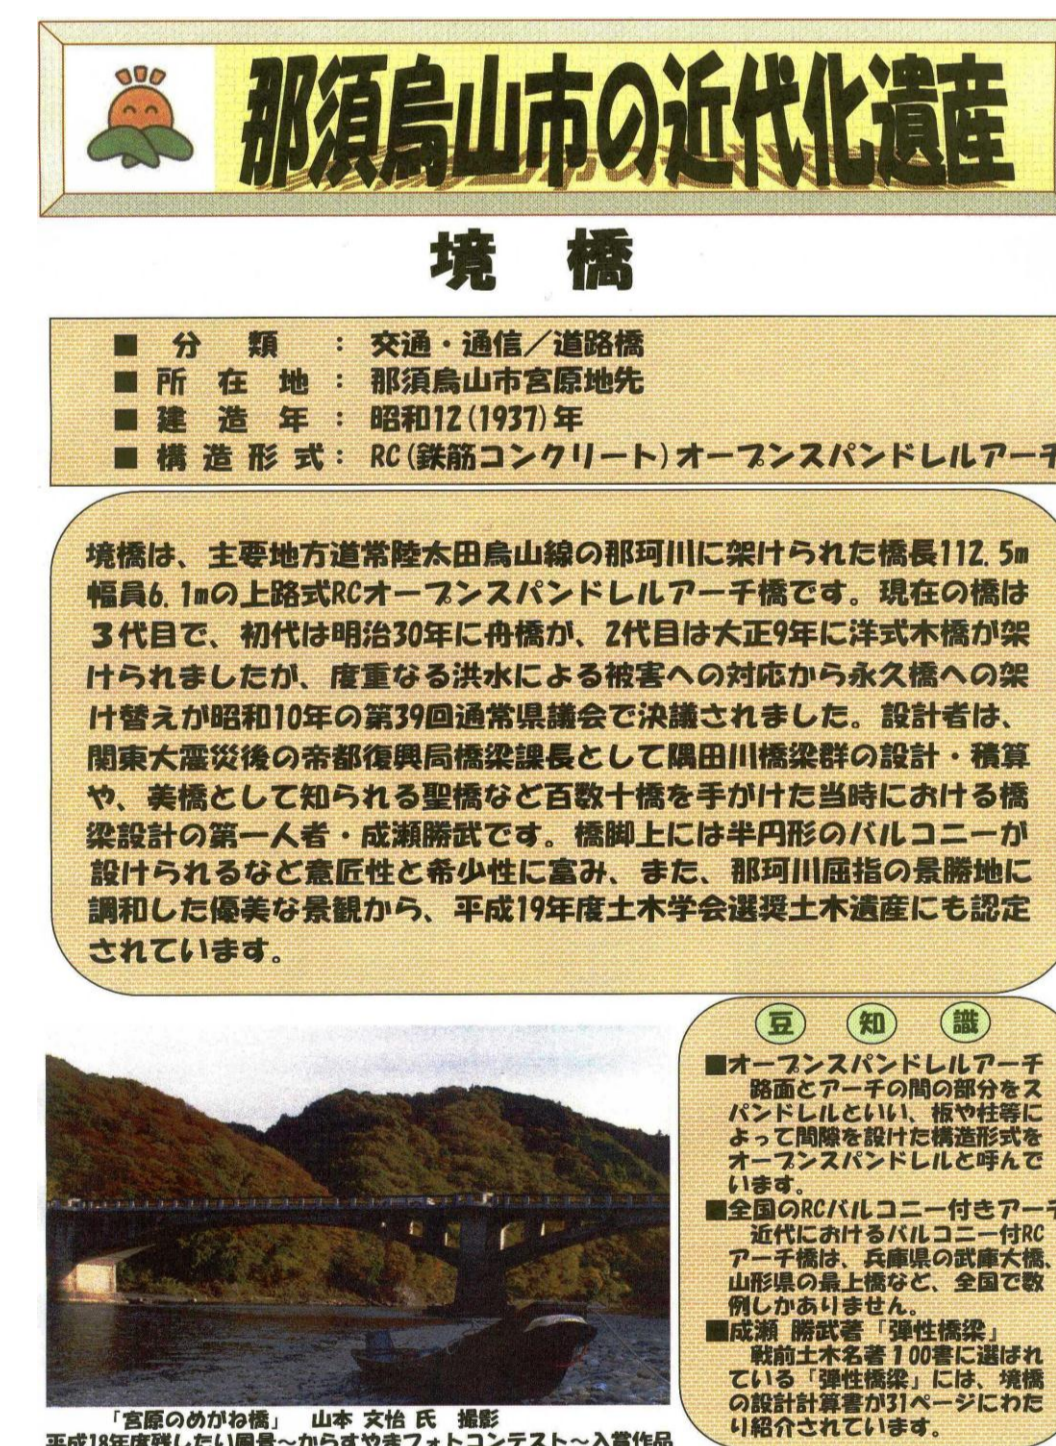 那須烏山市の近代化遺産
境 橋
■ 分 類 : 交通・通信／道路橋
■ 所 在 地 : 那須烏山市宮原地先
■ 建 造 年 : 昭和12(1937)年
■ 構 造 形 式 : RC(鉄筋コンクリート)オープンスパンドレルアーチ
境橋は、主要地方道常陸太田烏山線の那珂川に架けられた橋長112.5m
幅員6.1mの上路式RCオープンスパンドレルアーチ橋です。現在の橋は
3代目で、初代は明治30年に舟橋が、2代目は大正9年に洋式木橋が架
けられましたが、度重なる洪水による被害への対応から永久橋への架
け替えが昭和10年の第39回通常県議会で決議されました。設計者は、
関東大震災後の帝都復興局橋梁課長として隅田川橋梁群の設計・積算
や、美橋として知られる聖橋など百数十橋を手がけた当時における橋
梁設計の第一人者・成瀬勝武です。橋脚上には半円形のバルコニーが
設けられるなど意匠性と希少性に富み、また、那珂川屈指の景勝地に
調和した優美な景観から、平成19年度土木学会選奨土木遺産にも認定
されています。
豆 知 識
■オープンスパンドレルアーチ
路面とアーチの間の部分をス
パンドレルといい、板や柱等に
よって間隙を設けた構造形式を
オープンスパンドレルと呼んで
います。
■全国のRCバルコニー付きアーチ
近代におけるバルコニー付RC
アーチ橋は、兵庫県の武庫大橋、
山形県の最上橋など、全国で数
例しかありません。
■成瀬 勝武著「弾性橋梁」
戦前土木名著100書に選ばれ
ている「弾性橋梁」には、境橋
の設計計算書が31ページにわた
り紹介されています。
「宮原のめがね橋」 山本 文怡 氏 撮影
平成18年度残したい風景～からすやまフォトコンテスト～入賞作品